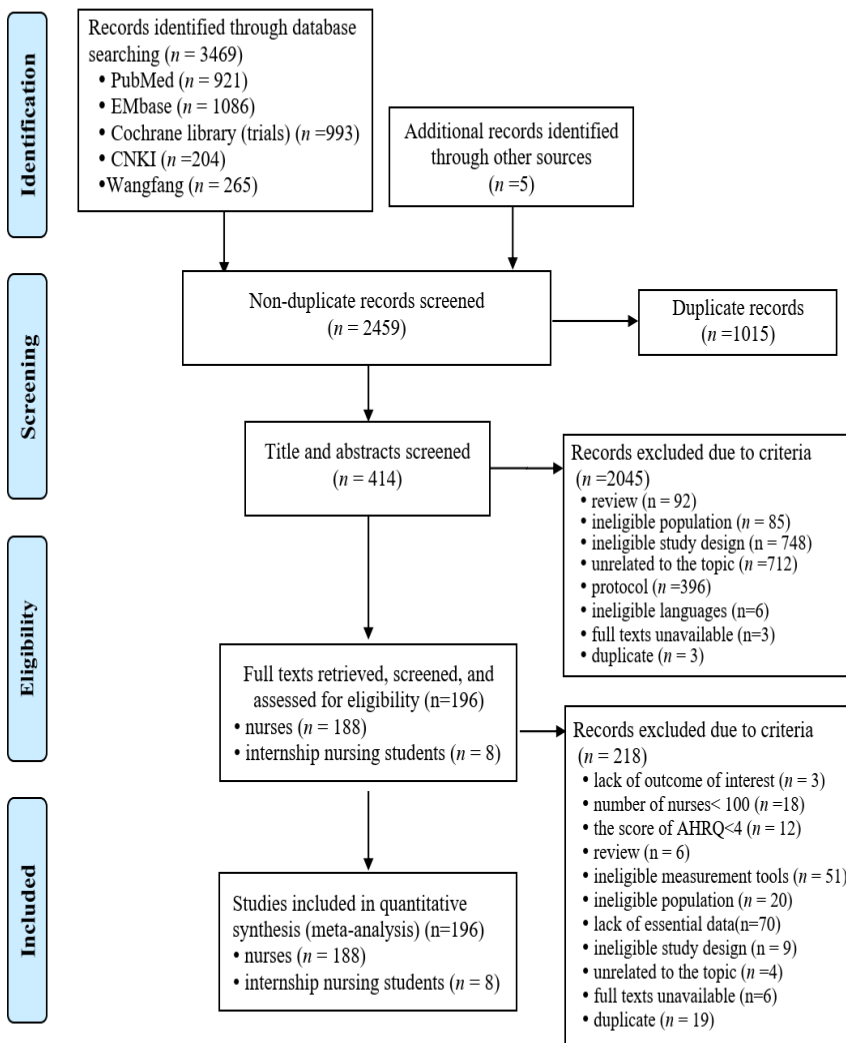 Identification
Records identified through database
searching (n = 3469)
• PubMed (n = 921)
• EMbase (n = 1086)
• Cochrane library (trials) (n =993)
• CNKI (n =204)
•Wangfang (n = 265)
Additional records identified
through other sources
(n =5)
Screening
Non-duplicate records screened
(n = 2459)
Duplicate records
(n =1015)
Title and abstracts screened
(n = 414)
Records excluded due to criteria
(n =2045)
• review (n = 92)
• ineligible population (n = 85)
• ineligible study design (n = 748)
• unrelated to the topic (n =712)
• protocol (n =396)
• ineligible languages (n=6)
• full texts unavailable (n=3)
• duplicate (n = 3)
Eligibility
Full texts retrieved, screened, and
assessed for eligibility (n=196)
• nurses (n = 188)
• internship nursing students (n = 8)
Records excluded due to criteria
(n = 218)
• lack of outcome of interest (n = 3)
• number of nurses< 100 (n =18)
• the score of AHRQ<4 (n = 12)
• review (n = 6)
• ineligible measurement tools (n = 51)
• ineligible population (n = 20)
• lack of essential data(n=70)
• ineligible study design (n = 9)
• unrelated to the topic (n =4)
• full texts unavailable (n=6)
• duplicate (n = 19)
Included
Studies included in quantitative
synthesis (meta-analysis) (n=196)
• nurses (n = 188)
• internship nursing students (n = 8)